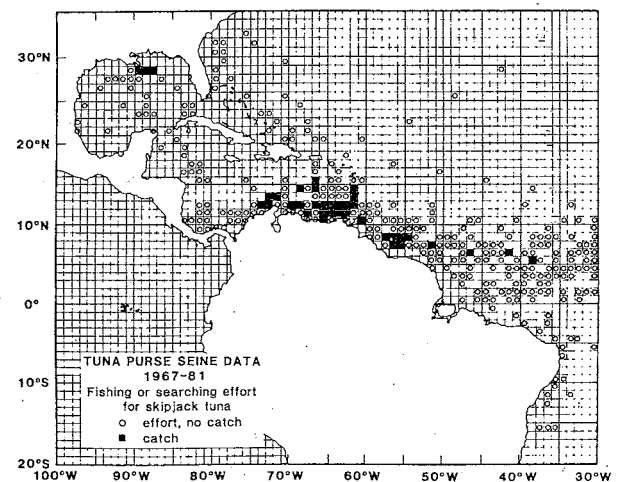 30°N
20°N
10°N
0°
10°S
20°S
TUNA PURSE SEINE DATA
1967-81
Fishing or searching effort
for skipjack tuna
effort, no catch
catch
100°W 90°W 80°W 70°W 60°W 50°W 40°W 30°W